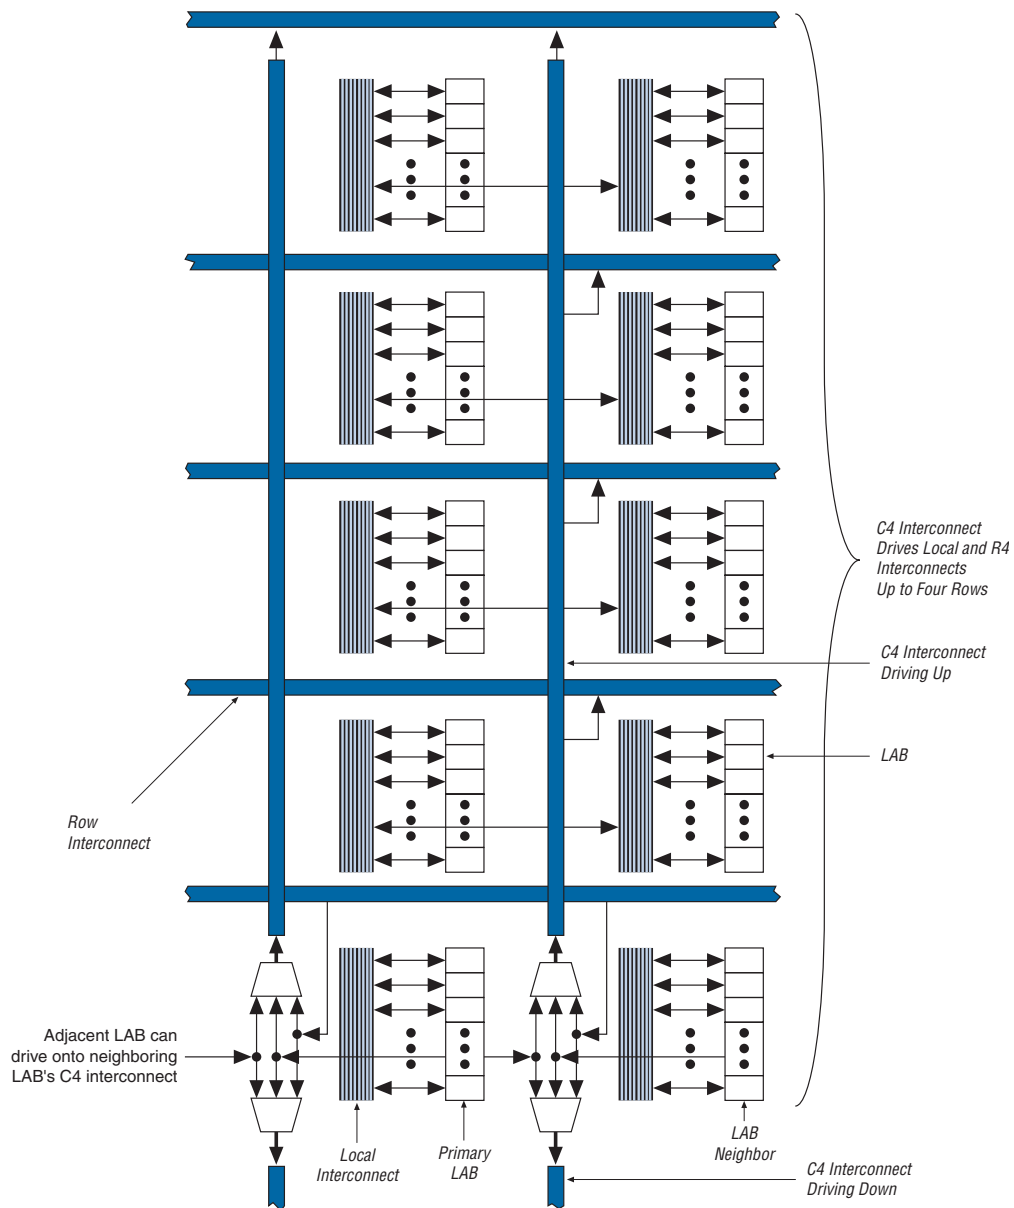 C4 Interconnect
Drives Local and R4
Interconnects
Up to Four Rows
C4 Interconnect
Driving Up
LAB
Row
Interconnect
Adjacent LAB can
drive onto neighboring
LAB's C4 interconnect
Local
Interconnect
Primary
LAB
LAB
Neighbor
C4 Interconnect
Driving Down